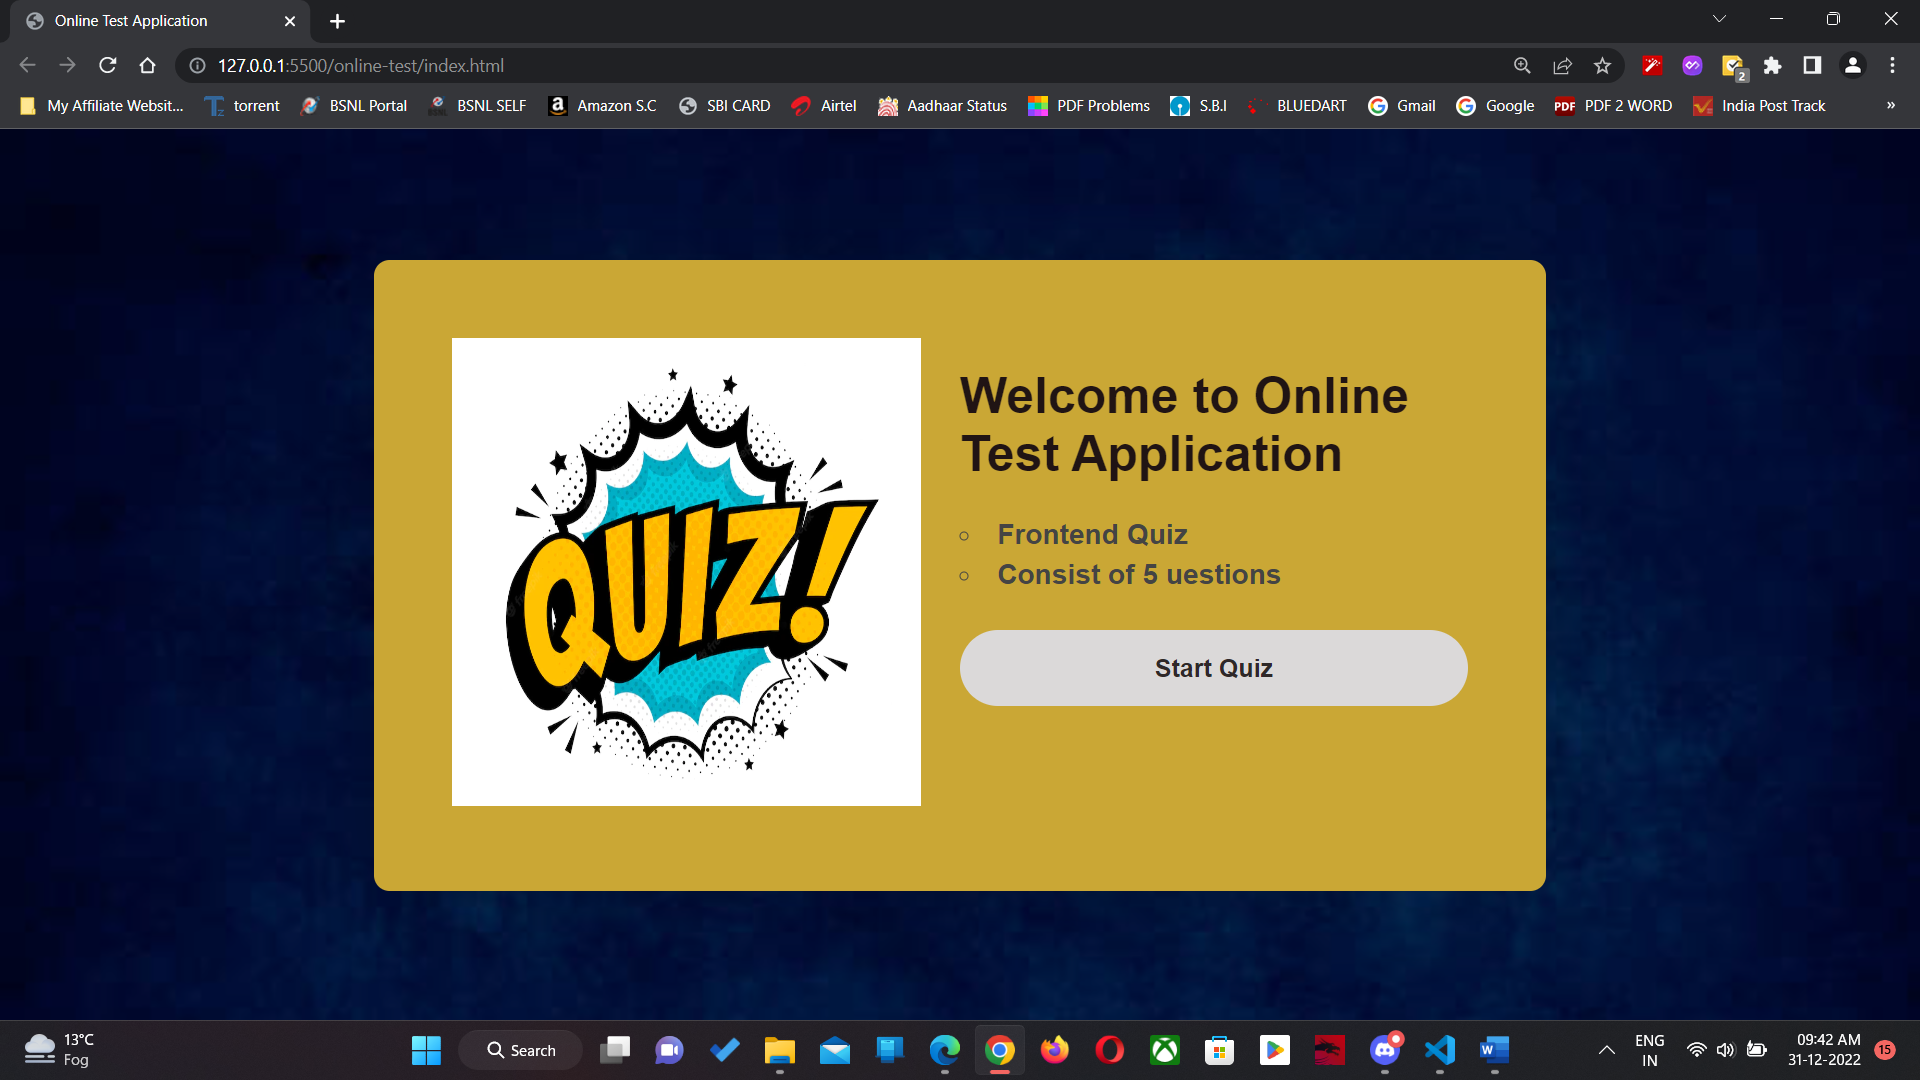 Online Test Application
127.0.0.1:5500/online-test/index.html
2
My Affiliate Websit...
torrent
BSNL Portal
BSNL SELF
Amazon S.C
SBI CARD
Airtel
Aadhaar Status
PDF Problems
S.B.I
BLUEDART
Gmail
Google
PDF
PDF 2 WORD
India Post Track
»
QUIZ!
Welcome to Online
Test Application
Frontend Quiz
Consist of 5 uestions
Start Quiz
13°C
Fog
Search
ENG
IN
09:42 AM
31-12-2022
15